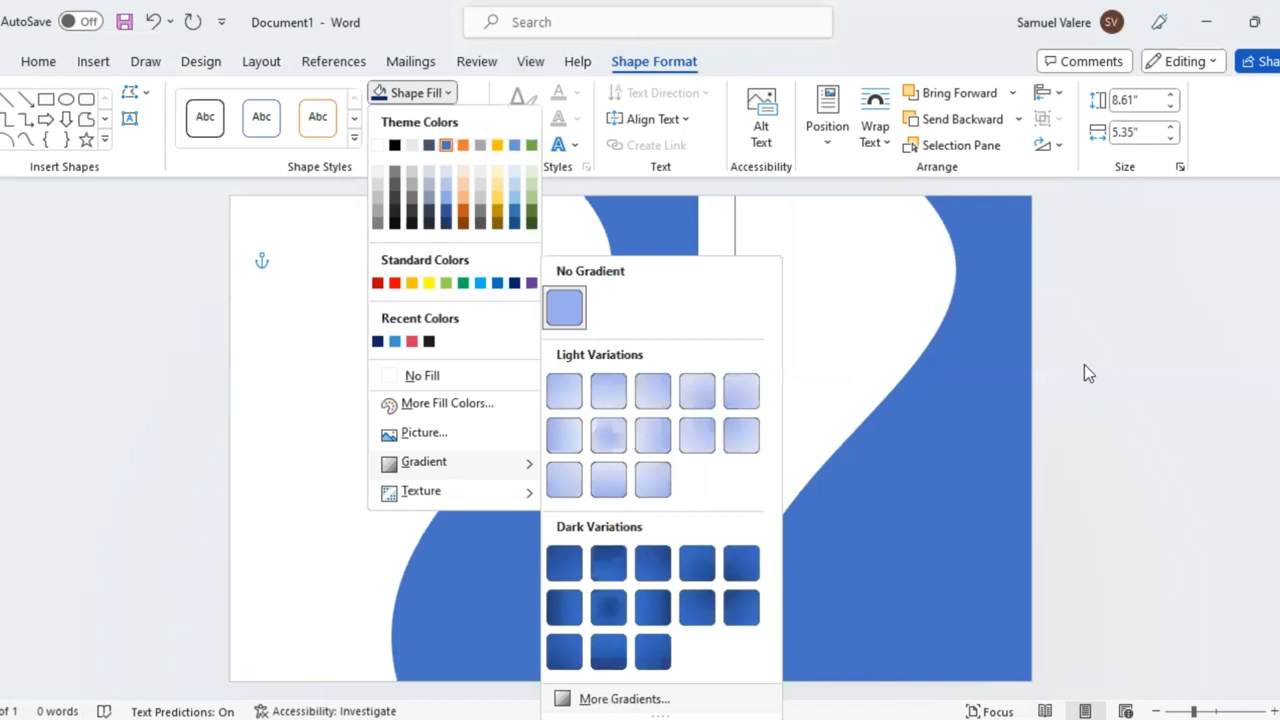 AutoSave Off Document1 - Word Search Samuel Valere SV
Home Insert Draw Design Layout References Mailings Review View Help Shape Format Comments Editing
Shape Fill
Abc Abc Abc
Text Direction
Align Text
Create Link
Alt
Text
Position
Wrap
Text
Bring Forward
Send Backward
Selection Pane
8.61"
5.35"
Insert Shapes Shape Styles Styles Text Accessibility Arrange Size
Theme Colors
Standard Colors
Recent Colors
No Fill
More Fill Colors...
Picture...
Gradient
Texture
No Gradient
Light Variations
Dark Variations
More Gradients...
of 1 0 words Text Predictions: On Accessibility: Investigate Focus